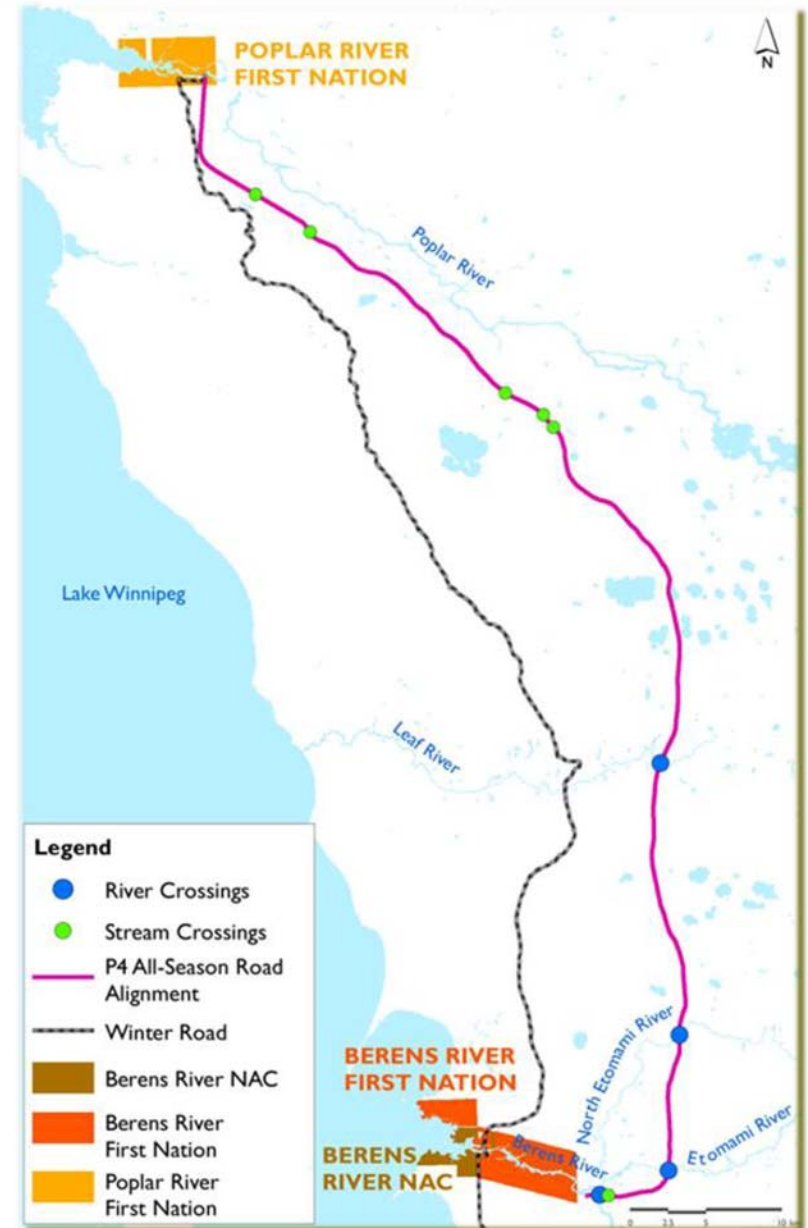 POPLAR RIVER
FIRST NATION
N
Poplar River
Lake Winnipeg
Leaf River
Legend
River Crossings
Stream Crossings
P4 All-Season Road
Alignment
Winter Road
Berens River NAC
Berens River
First Nation
Poplar River
First Nation
BERENS RIVER
FIRST NATION
North Etomami River
Etomami River
Berens River
BERENS
RIVER NAC
0 2.5 5 10